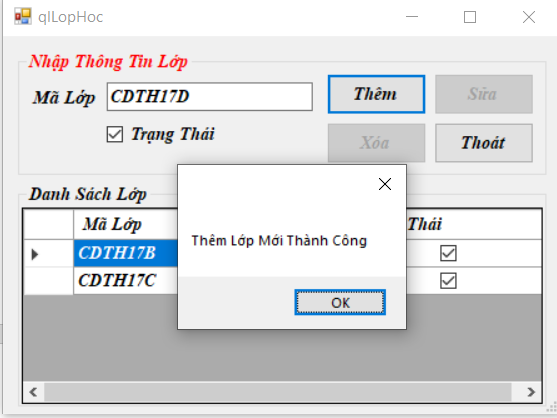 qlLopHoc
Nhập Thông Tin Lớp
Mã Lớp CDTH17D
Trạng Thái
Thêm Sửa
Xóa Thoát
Danh Sách Lớp
Mã Lớp Thái
CDTH17B
CDTH17C
Thêm Lớp Mới Thành Công
OK